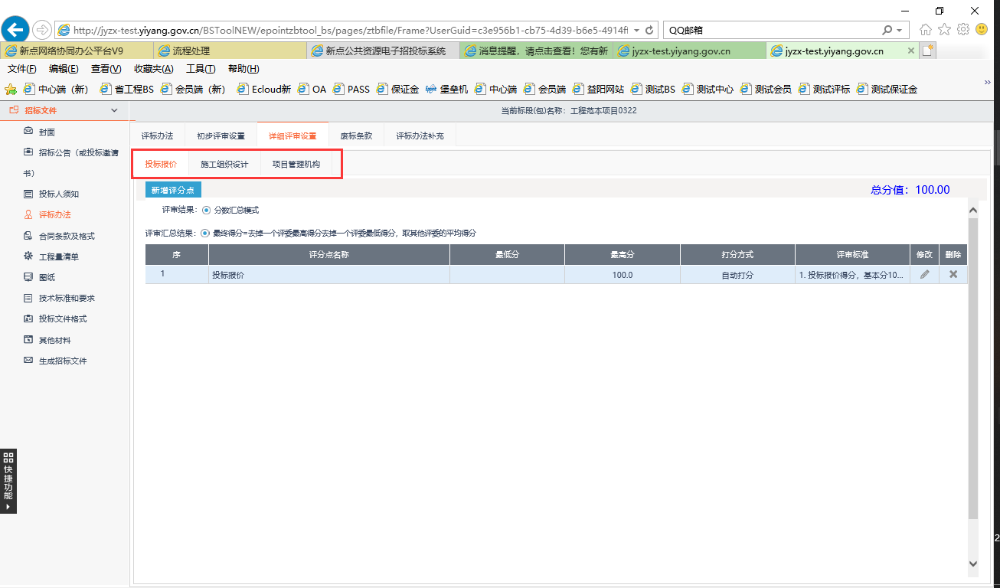 http://jyzx-test.yiyang.gov.cn/BSToolNEW/epointzbtool_bs/pages/ztbfile/Frame?UserGuid=c3e956b1-cb75-4d39-b6e5-4914ff
QQ邮箱
新点网络协同办公平台V9 流程处理 新点公共资源电子招投标系统 消息提醒，请点击查看！您有新 jyzx-test.yiyang.gov.cn jyzx-test.yiyang.gov.cn
文件(F) 编辑(E) 查看(V) 收藏夹(A) 工具(T) 帮助(H)
中心端（新） 省工程BS 会员端（新） Ecloud新 OA PASS 保证金 堡垒机 中心端 会员端 益阳网站 测试BS 测试中心 测试会员 测试评标 测试保证金
招标文件
当前标段(包)名称：工程范本项目0322
封面
招标公告（或投标邀请
书）
投标人须知
评标办法
合同条款及格式
工程量清单
图纸
技术标准和要求
投标文件格式
其他材料
生成招标文件
快捷功能
评标办法 初步评审设置 详细评审设置 废标条款 评标办法补充
投标报价 施工组织设计 项目管理机构
新增评分点
总分值：100.00
评审结果： 分数汇总模式
评审汇总结果： 最终得分=去掉一个评委最高得分去掉一个评委最低得分，取其他评委的平均得分
序 评分点名称 最低分 最高分 打分方式 评审标准 修改 删除
1 投标报价 100.0 自动打分 1. 投标报价得分，基本分10...
2